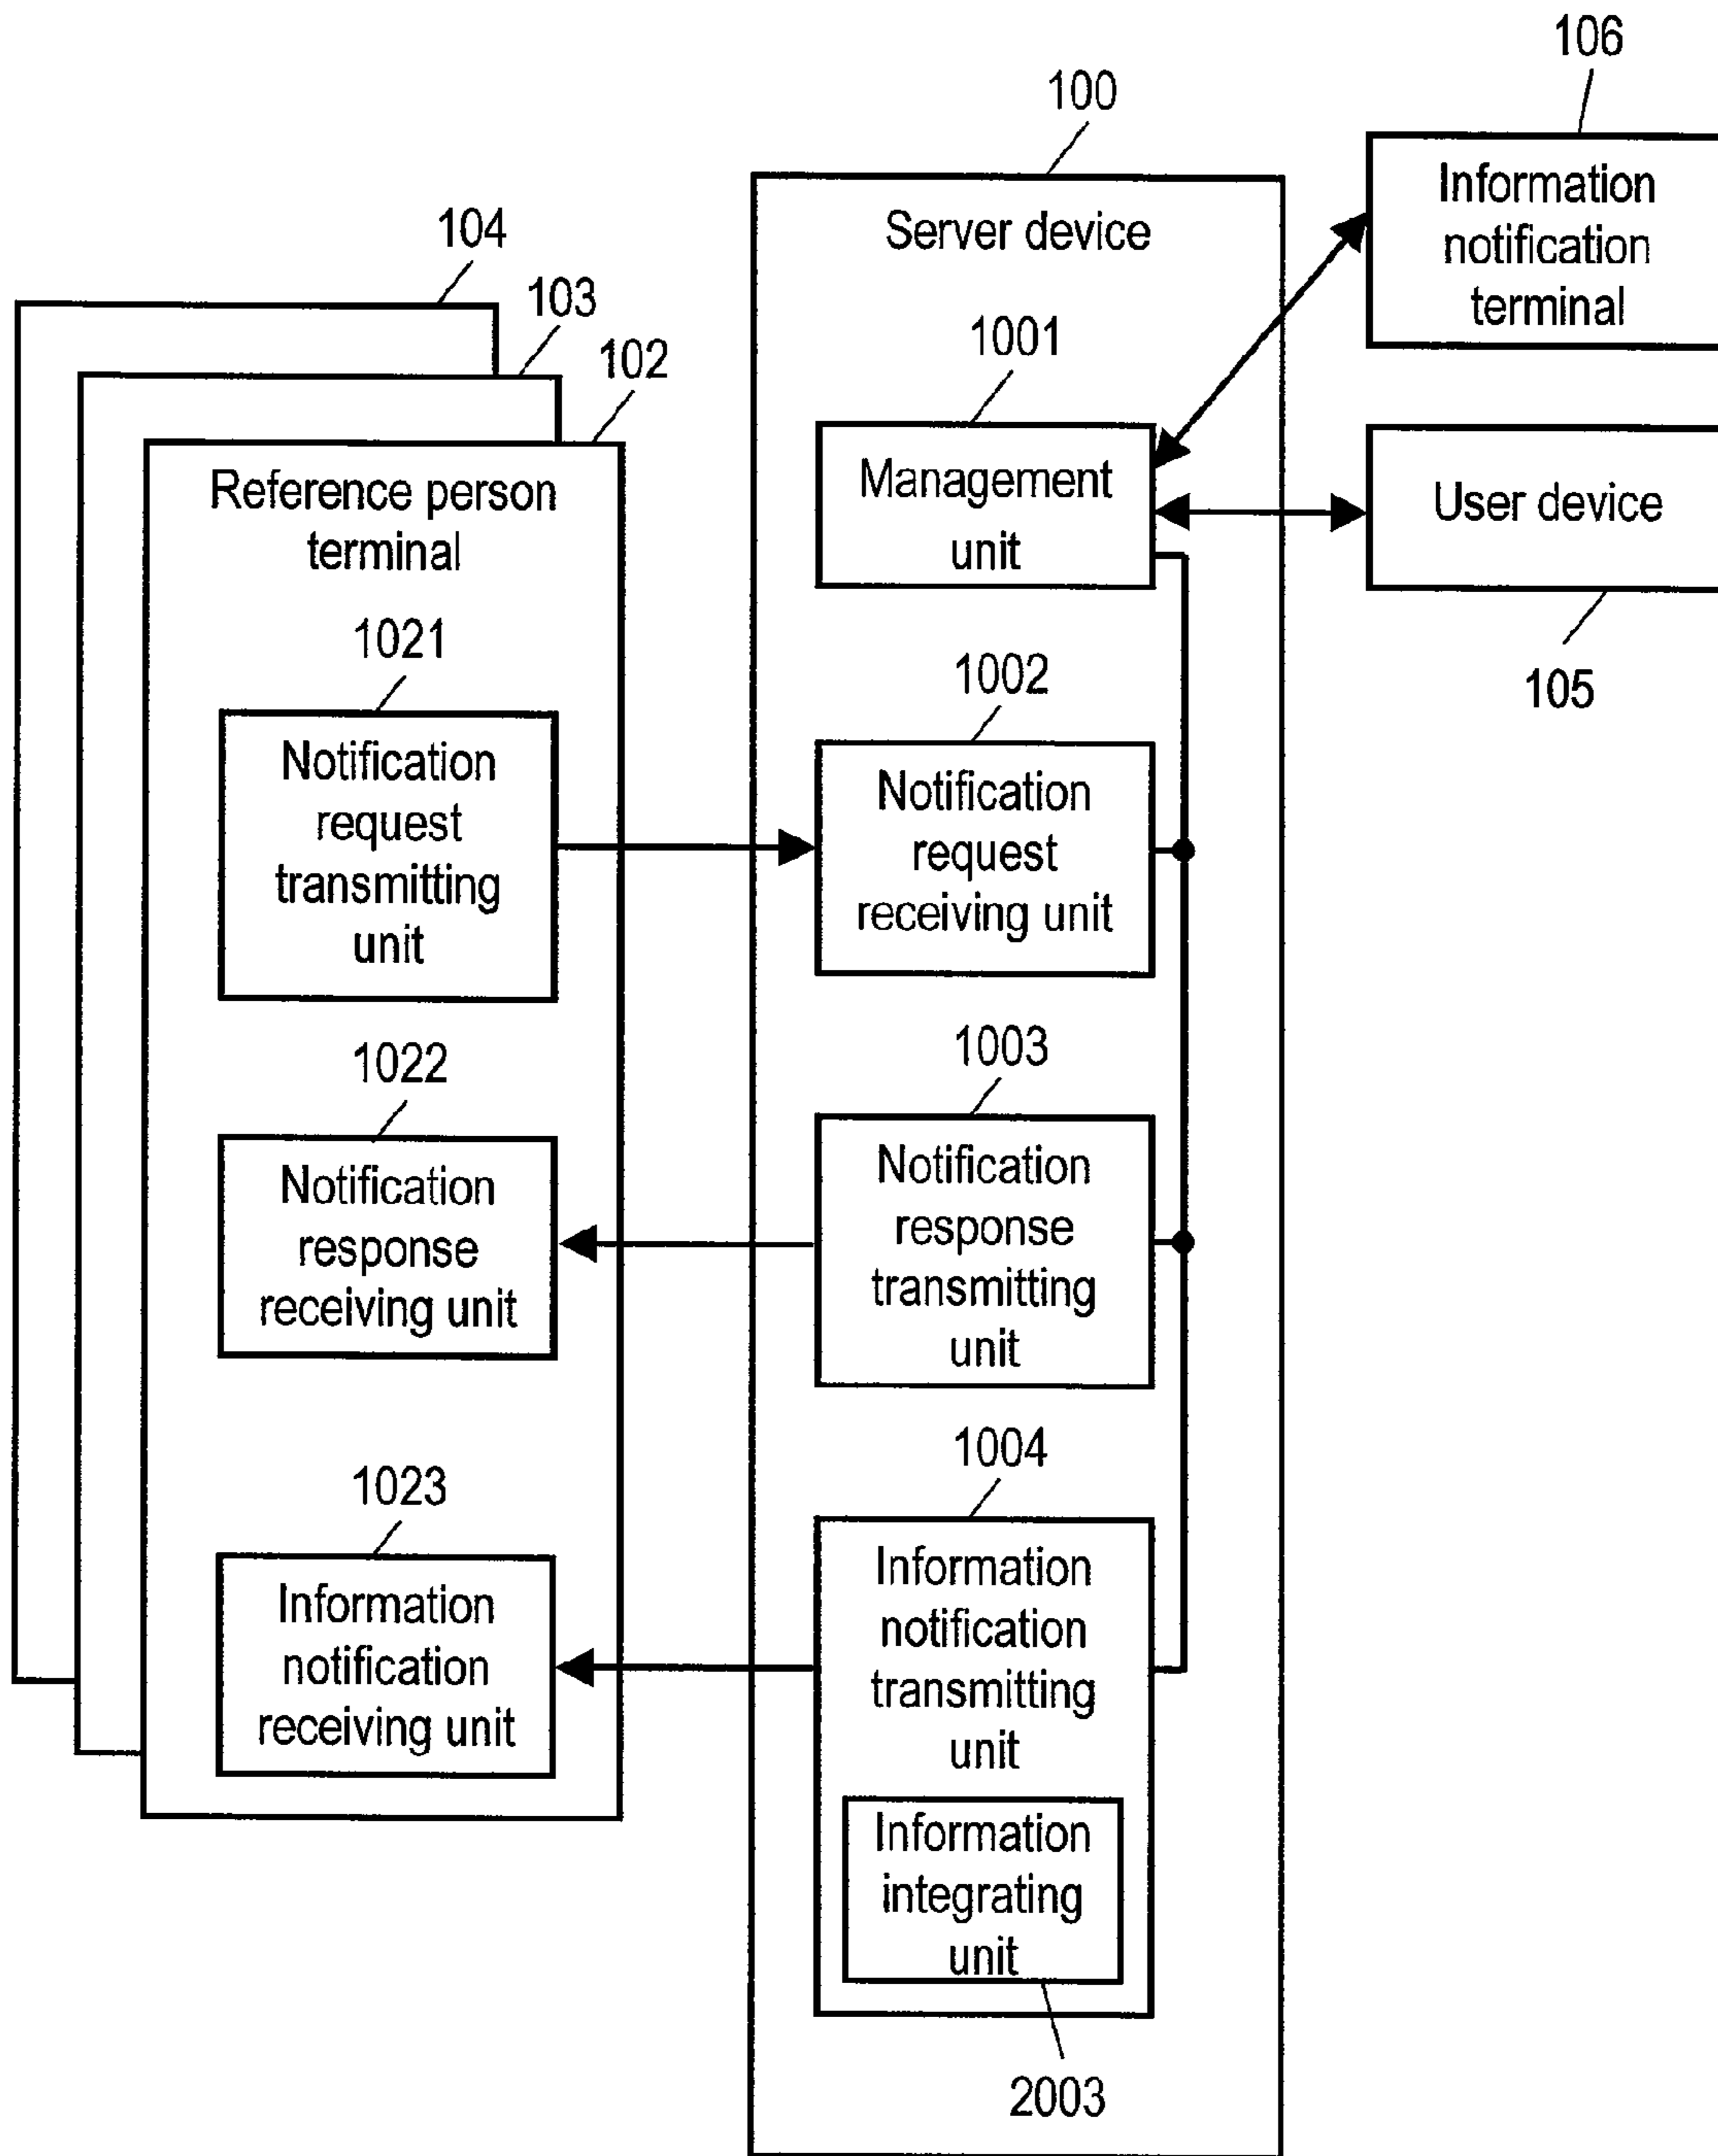 106
100
Information
notification
terminal
Server device
104
103
102
1001
Management
unit
User device
105
Reference person
terminal
1021
Notification
request
transmitting
unit
1002
Notification
request
receiving unit
1022
Notification
response
receiving unit
1003
Notification
response
transmitting
unit
1023
Information
notification
receiving unit
1004
Information
notification
transmitting
unit
Information
integrating
unit
2003